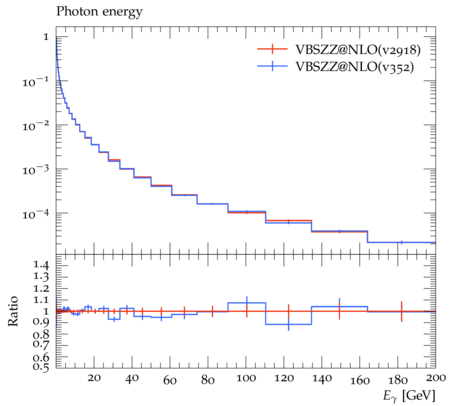 Photon energy
VBSZZ@NLO(v2918)
VBSZZ@NLO(v352)
1
10⁻¹
10⁻²
10⁻³
10⁻⁴
Ratio
1.4
1.3
1.2
1.1
1
0.9
0.8
0.7
0.6
0.5
20 40 60 80 100 120 140 160 180 200
Eγ [GeV]